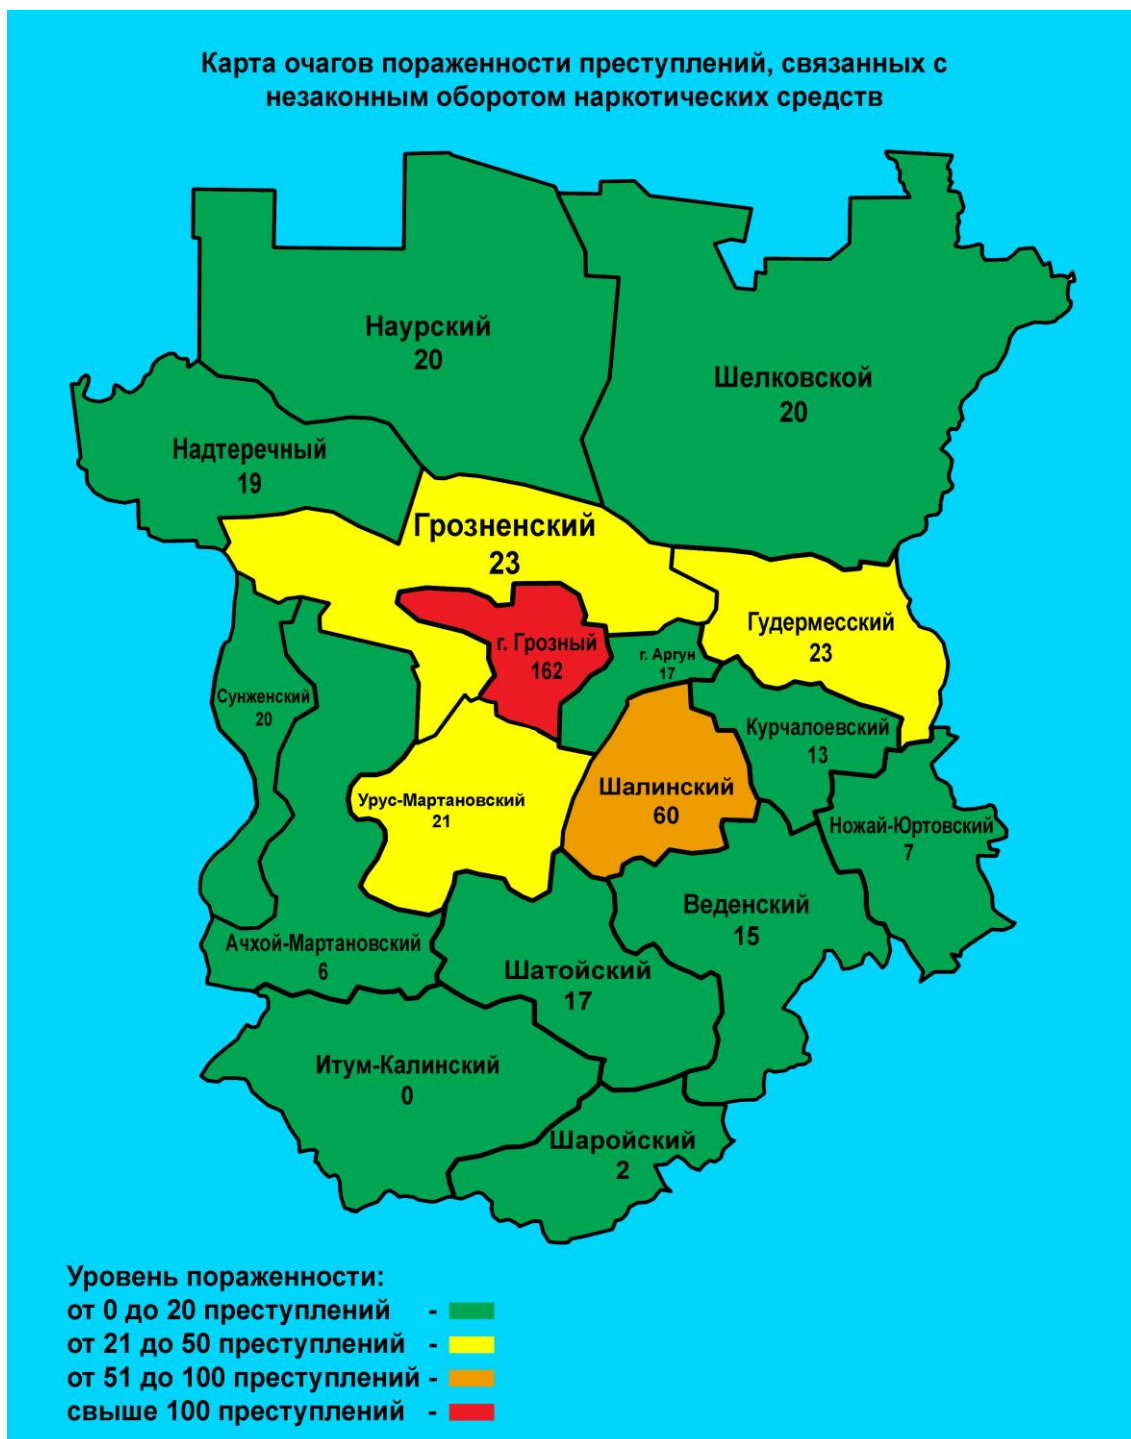 Карта очагов пораженности преступлений, связанных с
незаконным оборотом наркотических средств
Наурский
20
Шелковской
20
Надтеречный
19
Грозненский
23
Гудермесский
23
г. Грозный
162
г. Аргун
17
Сунженский
20
Курчалоевский
13
Шалинский
60
Урус-Мартановский
21
Ножай-Юртовский
7
Веденский
15
Ачхой-Мартановский
6
Шатойский
17
Итум-Калинский
0
Шаройский
2
Уровень пораженности:
от 0 до 20 преступлений -
от 21 до 50 преступлений -
от 51 до 100 преступлений -
свыше 100 преступлений -